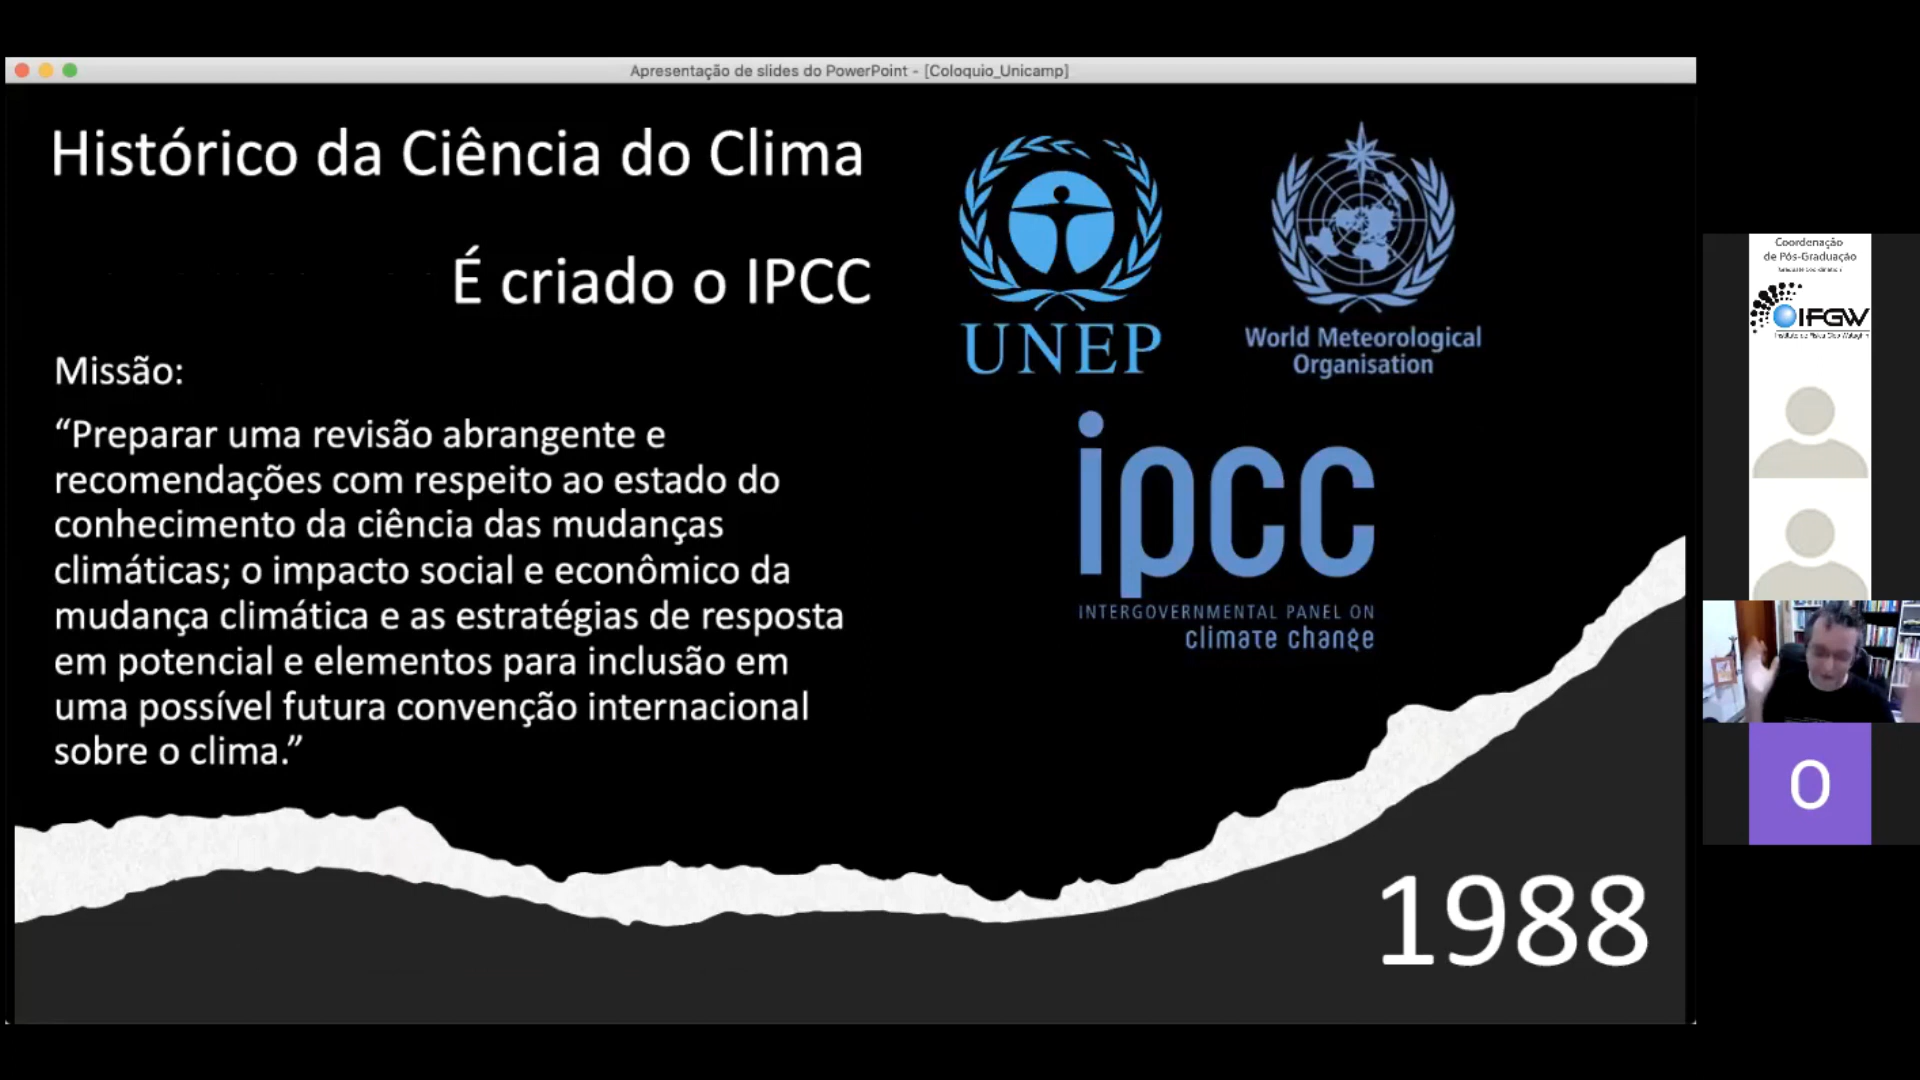 Apresentação de slides do PowerPoint - [Coloquio_Unicamp]
Histórico da Ciência do Clima
É criado o IPCC
Missão:
“Preparar uma revisão abrangente e
recomendações com respeito ao estado do
conhecimento da ciência das mudanças
climáticas; o impacto social e econômico da
mudança climática e as estratégias de resposta
em potencial e elementos para inclusão em
uma possível futura convenção internacional
sobre o clima.”
UNEP
World Meteorological
Organisation
ipcc
INTERGOVERNMENTAL PANEL ON
climate change
1988
Coordenação
de Pós-Graduação
IFGW
O